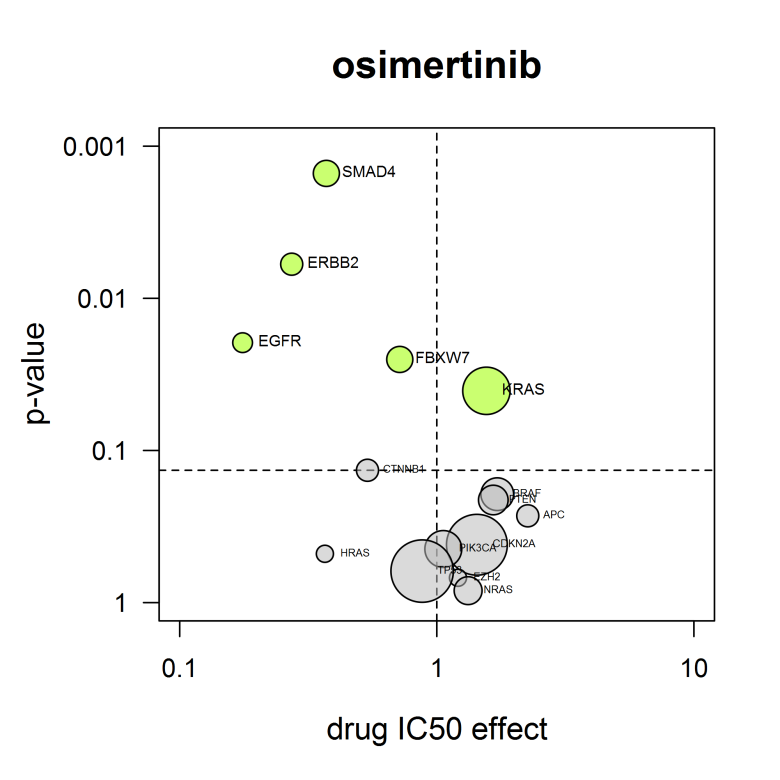 osimertinib
0.001
SMAD4
ERBB2
0.01
EGFR
FBXW7
KRAS
0.1
CTNNB1
BRAF
PTEN
APC
CDKN2A
PIK3CA
HRAS
TP53
EZH2
NRAS
1
0.1
1
10
p-value
drug IC50 effect